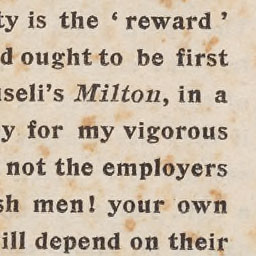 ty is the ‘ reward ’
d ought to be first
seli’s Milton, in a
y for my vigorous
not the employers
sh men! your own
ill depend on their